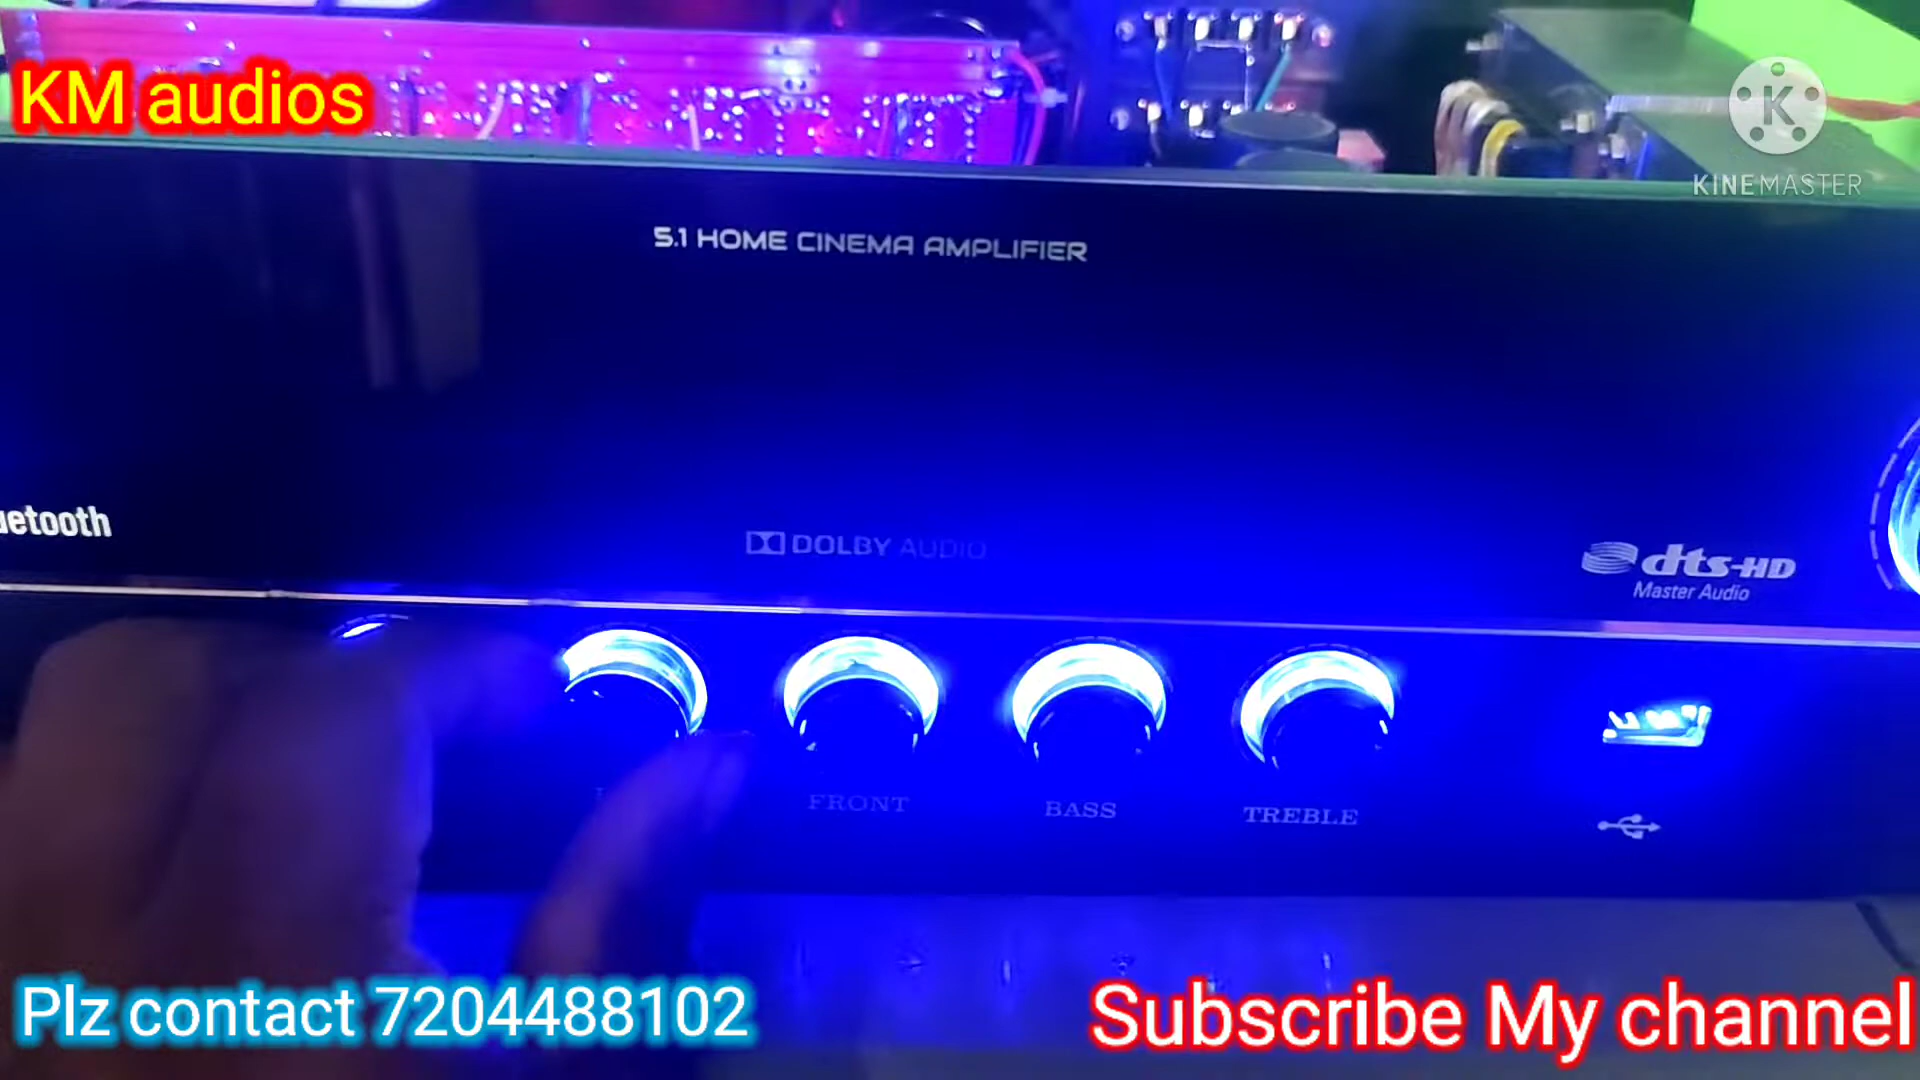 KM audios
K
KINEMASTER
5.1 HOME CINEMA AMPLIFIER
uetooth
DOLBY AUDIO
dts-HD
Master Audio
FRONT
BASS
TREBLE
Plz contact 7204488102
Subscribe My channel